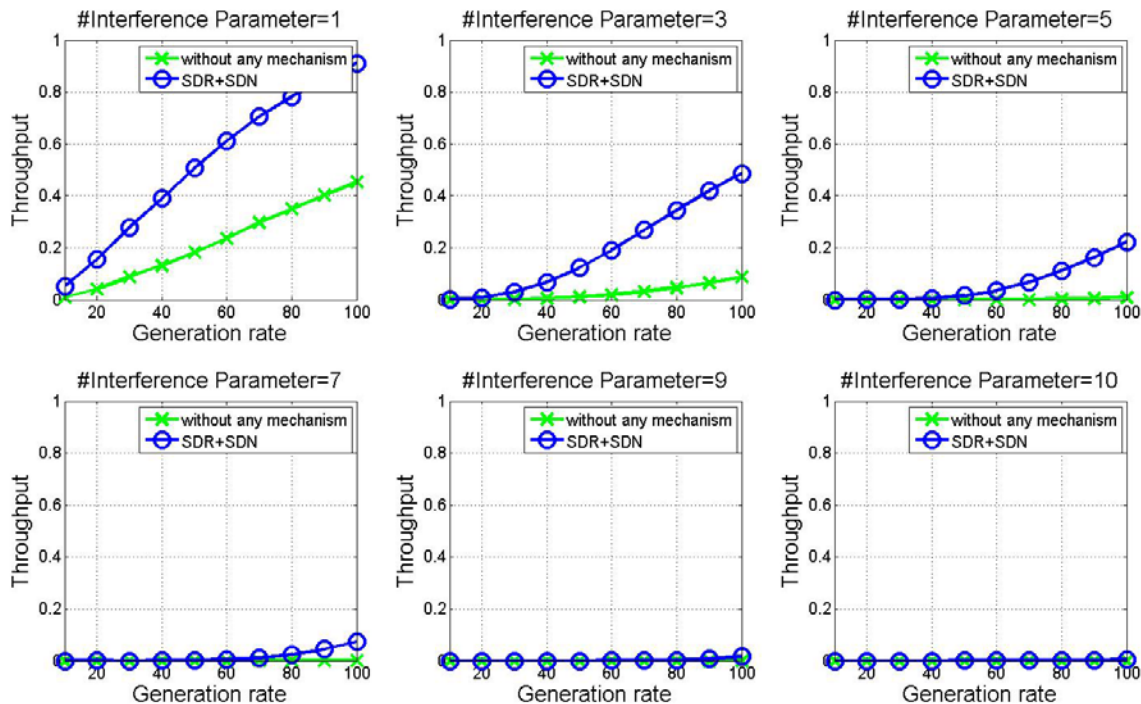 #Interference Parameter=1
without any mechanism
SDR+SDN
1
0.8
0.6
0.4
0.2
0
Throughput
20 40 60 80 100
Generation rate
#Interference Parameter=3
without any mechanism
SDR+SDN
1
0.8
0.6
0.4
0.2
0
Throughput
20 40 60 80 100
Generation rate
#Interference Parameter=5
without any mechanism
SDR+SDN
1
0.8
0.6
0.4
0.2
0
Throughput
20 40 60 80 100
Generation rate
#Interference Parameter=7
without any mechanism
SDR+SDN
1
0.8
0.6
0.4
0.2
0
Throughput
20 40 60 80 100
Generation rate
#Interference Parameter=9
without any mechanism
SDR+SDN
1
0.8
0.6
0.4
0.2
0
Throughput
20 40 60 80 100
Generation rate
#Interference Parameter=10
without any mechanism
SDR+SDN
1
0.8
0.6
0.4
0.2
0
Throughput
20 40 60 80 100
Generation rate